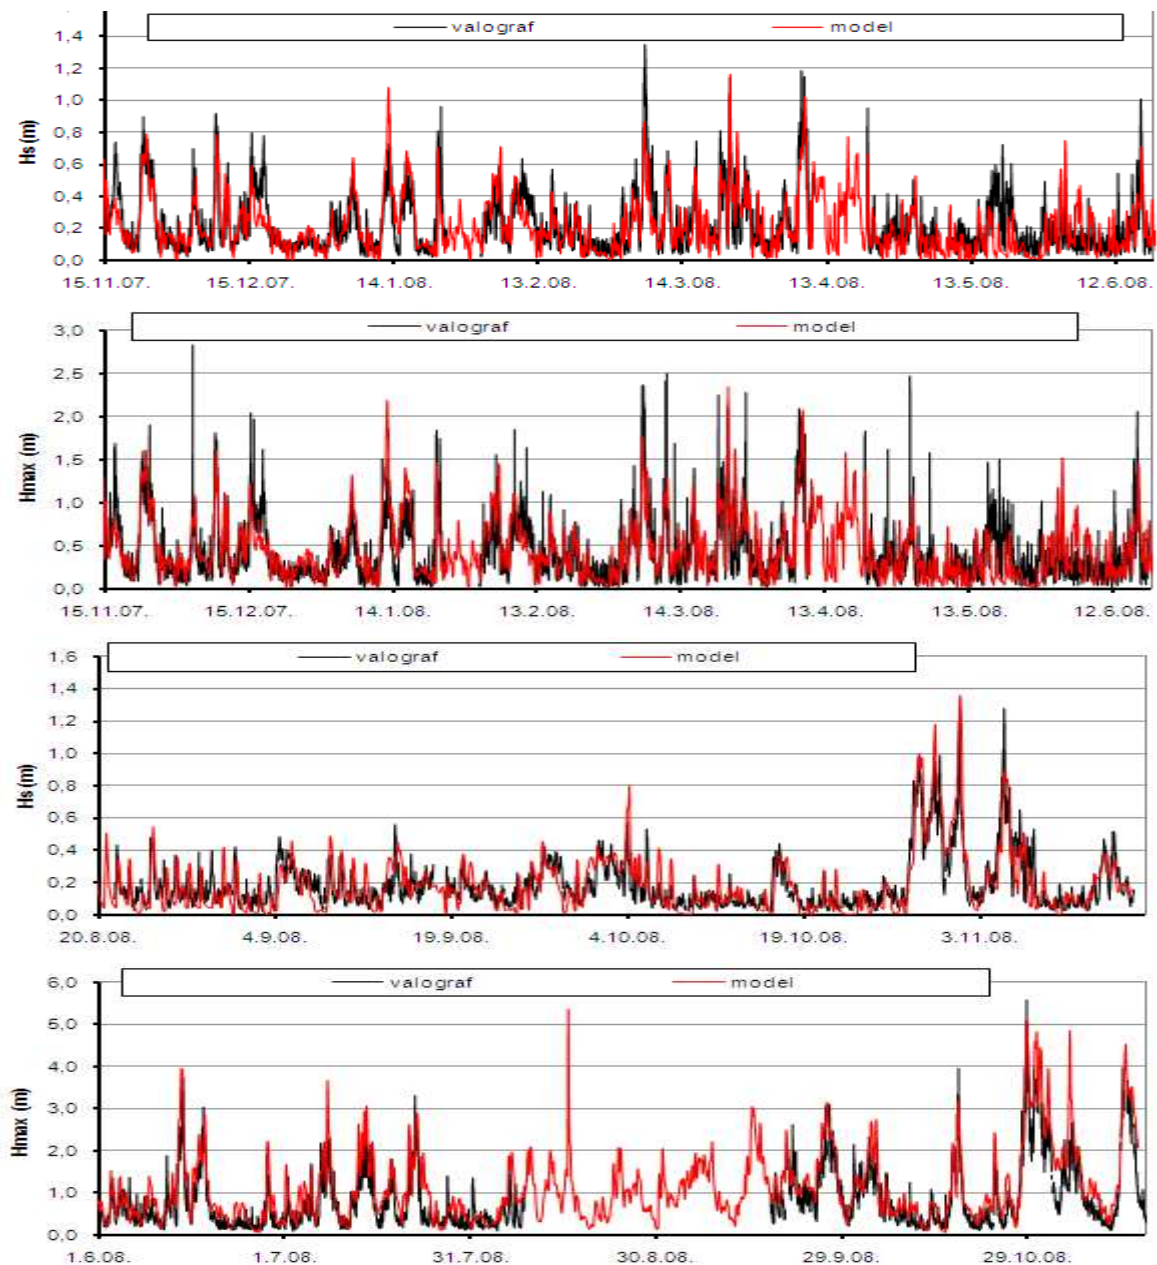 valograf model
1,4
1,2
1,0
0,8
0,6
0,4
0,2
0,0
Hs (m)
15.11.07. 15.12.07. 14.1.08. 13.2.08. 14.3.08. 13.4.08. 13.5.08. 12.6.08.
valograf model
3,0
2,5
2,0
1,5
1,0
0,5
0,0
Hmax (m)
15.11.07. 15.12.07. 14.1.08. 13.2.08. 14.3.08. 13.4.08. 13.5.08. 12.6.08.
valograf model
1,6
1,4
1,2
1,0
0,8
0,6
0,4
0,2
0,0
Hs (m)
20.8.08. 4.9.08. 19.9.08. 4.10.08. 19.10.08. 3.11.08.
valograf model
6,0
5,0
4,0
3,0
2,0
1,0
0,0
Hmax (m)
1.6.08. 1.7.08. 31.7.08. 30.8.08. 29.9.08. 29.10.08.